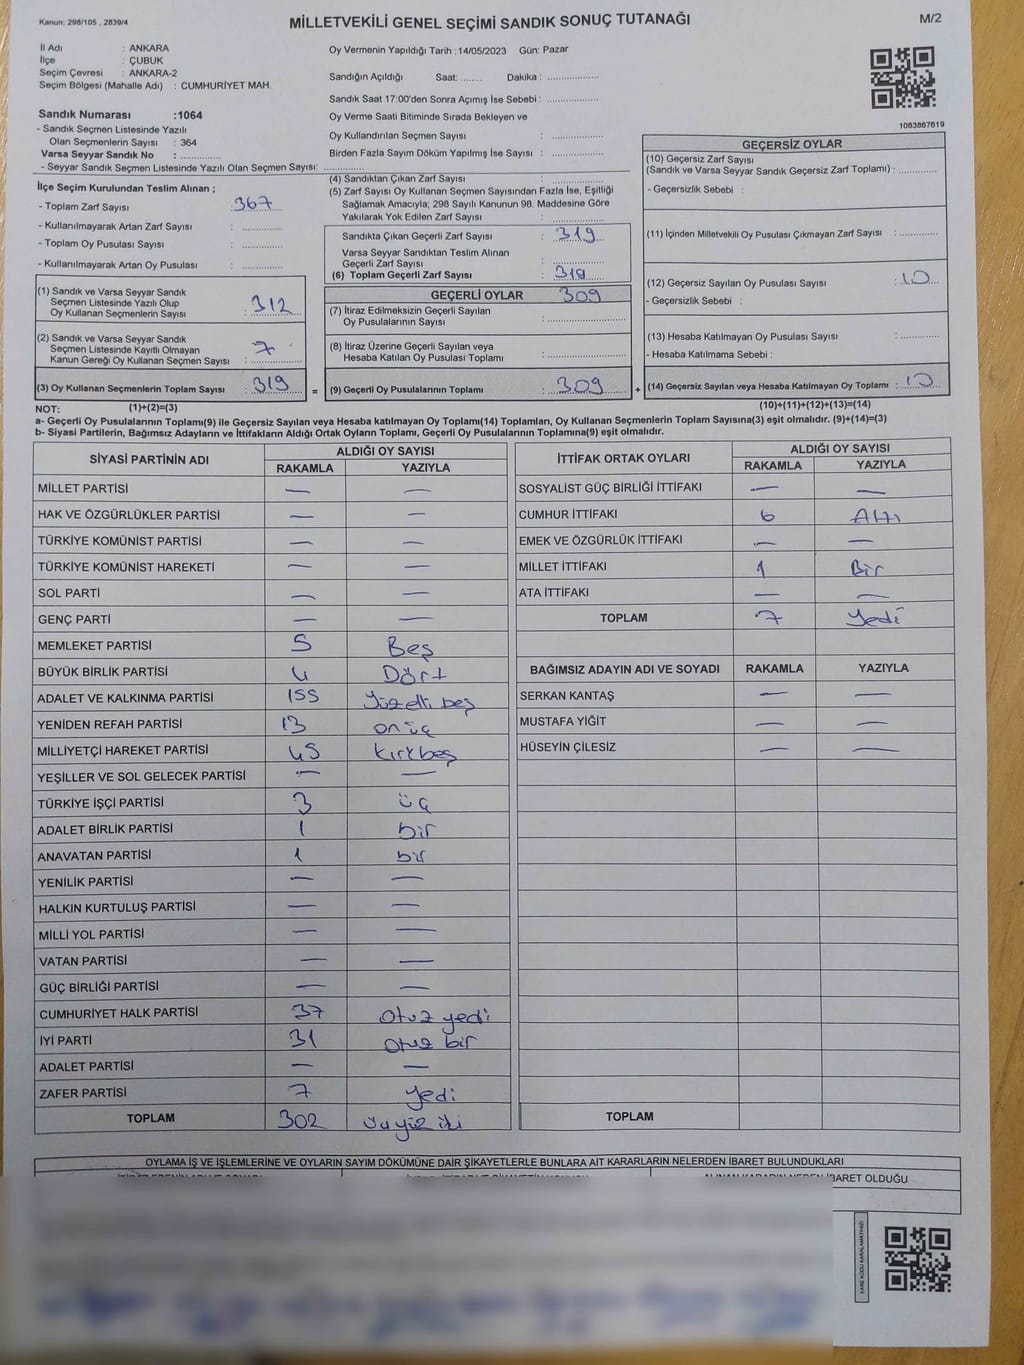 Kanun: 298/105 , 2839/4
MİLLETVEKİLİ GENEL SEÇİMİ SANDIK SONUÇ TUTANAĞI
M/2
İl Adı : ANKARA
İlçe : ÇUBUK
Seçim Çevresi : ANKARA-2
Seçim Bölgesi (Mahalle Adı) : CUMHURİYET MAH.
Sandık Numarası :1064
- Sandık Seçmen Listesinde Yazılı
Olan Seçmenlerin Sayısı : 364
Varsa Seyyar Sandık No : ..............
- Seyyar Sandık Seçmen Listesinde Yazılı Olan Seçmen Sayısı: ..............
Oy Vermenin Yapıldığı Tarih :14/05/2023 Gün: Pazar
Sandığın Açıldığı Saat: ........ Dakika : ..................
Sandık Saat 17:00'den Sonra Açımış İse Sebebi : ..................
Oy Verme Saati Bitiminde Sırada Bekleyen ve
Oy Kullandırılan Seçmen Sayısı : ..................
Birden Fazla Sayım Döküm Yapılmış İse Sayısı : ..................
1083867619
İlçe Seçim Kurulundan Teslim Alınan ;
- Toplam Zarf Sayısı : 367
- Kullanılmayarak Artan Zarf Sayısı : ..............
- Toplam Oy Pusulası Sayısı : ..............
- Kullanılmayarak Artan Oy Pusulası : ..............
(1) Sandık ve Varsa Seyyar Sandık
Seçmen Listesinde Yazılı Olup
Oy Kullanan Seçmenlerin Sayısı : 312
(2) Sandık ve Varsa Seyyar Sandık
Seçmen Listesinde Kayıtlı Olmayan
Kanun Gereği Oy Kullanan Seçmen Sayısı : 7
(3) Oy Kullanan Seçmenlerin Toplam Sayısı : 319
(4) Sandıktan Çıkan Zarf Sayısı : ..............
(5) Zarf Sayısı Oy Kullanan Seçmen Sayısından Fazla İse, Eşitliği
Sağlamak Amacıyla; 298 Sayılı Kanunun 98. Maddesine Göre
Yakılarak Yok Edilen Zarf Sayısı : ..............
Sandıkta Çıkan Geçerli Zarf Sayısı : 319
Varsa Seyyar Sandıktan Teslim Alınan
Geçerli Zarf Sayısı : ..............
(6) Toplam Geçerli Zarf Sayısı : 319
GEÇERLİ OYLAR 309
(7) İtiraz Edilmeksizin Geçerli Sayılan
Oy Pusulalarının Sayısı : ..................
(8) İtiraz Üzerine Geçerli Sayılan veya
Hesaba Katılan Oy Pusulası Toplamı : ..................
= (9) Geçerli Oy Pusulalarının Toplamı : 309
GEÇERSİZ OYLAR
(10) Geçersiz Zarf Sayısı
(Sandık ve Varsa Seyyar Sandık Geçersiz Zarf Toplamı) : ..............
- Geçersizlik Sebebi :
(11) İçinden Milletvekili Oy Pusulası Çıkmayan Zarf Sayısı : ..............
(12) Geçersiz Sayılan Oy Pusulası Sayısı : 10
- Geçersizlik Sebebi :
(13) Hesaba Katılmayan Oy Pusulası Sayısı : ..............
- Hesaba Katılmama Sebebi :
+ (14) Geçersiz Sayılan veya Hesaba Katılmayan Oy Toplamı : 10
NOT: (1)+(2)=(3)
(10)+(11)+(12)+(13)=(14)
a- Geçerli Oy Pusulalarının Toplamı(9) ile Geçersiz Sayılan veya Hesaba katılmayan Oy Toplamı(14) Toplamları, Oy Kullanan Seçmenlerin Toplam Sayısına(3) eşit olmalıdır. (9)+(14)=(3)
b- Siyasi Partilerin, Bağımsız Adayların ve İttifakların Aldığı Ortak Oyların Toplamı, Geçerli Oy Pusulalarının Toplamına(9) eşit olmalıdır.
SİYASİ PARTİNİN ADI ALDIĞI OY SAYISI
RAKAMLA YAZIYLA
MİLLET PARTİSİ — —
HAK VE ÖZGÜRLÜKLER PARTİSİ — —
TÜRKİYE KOMÜNİST PARTİSİ — —
TÜRKİYE KOMÜNİST HAREKETİ — —
SOL PARTİ — —
GENÇ PARTİ — —
MEMLEKET PARTİSİ 5 Beş
BÜYÜK BİRLİK PARTİSİ 4 Dört
ADALET VE KALKINMA PARTİSİ 155 Yüzelli beş
YENİDEN REFAH PARTİSİ 13 on üç
MİLLİYETÇİ HAREKET PARTİSİ 45 kırkbeş
YEŞİLLER VE SOL GELECEK PARTİSİ — —
TÜRKİYE İŞÇİ PARTİSİ 3 üç
ADALET BİRLİK PARTİSİ 1 bir
ANAVATAN PARTİSİ 1 bir
YENİLİK PARTİSİ — —
HALKIN KURTULUŞ PARTİSİ — —
MİLLİ YOL PARTİSİ — —
VATAN PARTİSİ — —
GÜÇ BİRLİĞİ PARTİSİ — —
CUMHURİYET HALK PARTİSİ 37 otuz yedi
İYİ PARTİ 31 otuz bir
ADALET PARTİSİ — —
ZAFER PARTİSİ 7 yedi
TOPLAM 302 üçyüz iki
İTTİFAK ORTAK OYLARI ALDIĞI OY SAYISI
RAKAMLA YAZIYLA
SOSYALİST GÜÇ BİRLİĞİ İTTİFAKI — —
CUMHUR İTTİFAKI 6 Altı
EMEK VE ÖZGÜRLÜK İTTİFAKI — —
MİLLET İTTİFAKI 1 Bir
ATA İTTİFAKI — —
TOPLAM 7 Yedi
BAĞIMSIZ ADAYIN ADI VE SOYADI RAKAMLA YAZIYLA
SERKAN KANTAŞ — —
MUSTAFA YİĞİT — —
HÜSEYİN ÇİLESİZ — —
TOPLAM
OYLAMA İŞ VE İŞLEMLERİNE VE OYLARIN SAYIM DÖKÜMÜNE DAİR ŞİKAYETLERLE BUNLARA AİT KARARLARIN NELERDEN İBARET BULUNDUKLARI
ALINAN KARARIN NEDEN İBARET OLDUĞU
KARE KODU KARALAMAYINIZ!